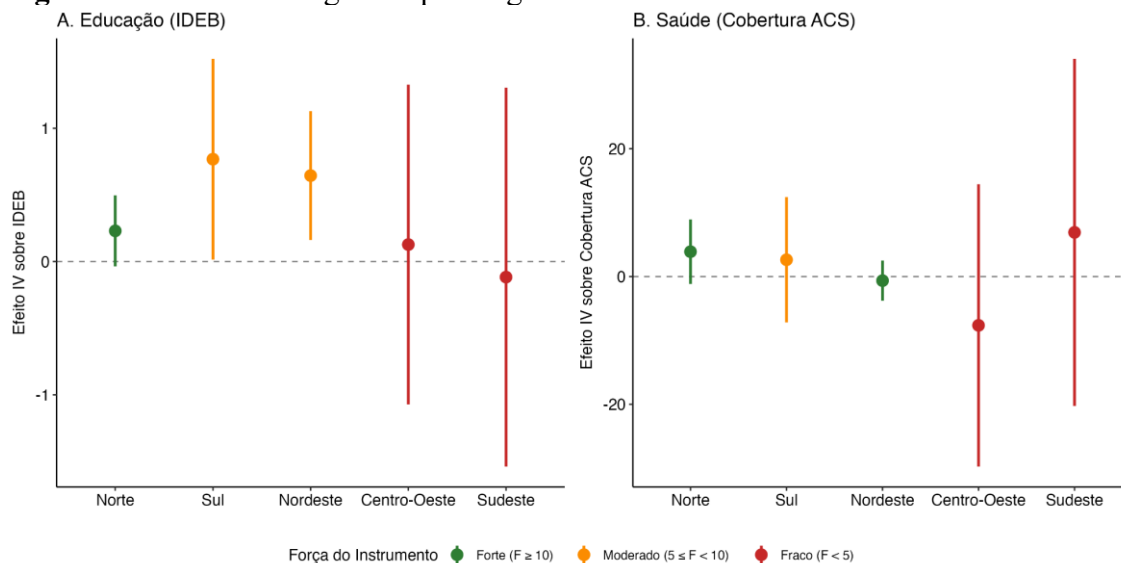 A. Educação (IDEB)
Efeito IV sobre IDEB
1
0
-1
Norte Sul Nordeste Centro-Oeste Sudeste
B. Saúde (Cobertura ACS)
Efeito IV sobre Cobertura ACS
20
0
-20
Norte Sul Nordeste Centro-Oeste Sudeste
Força do Instrumento Forte (F ≥ 10) Moderado (5 ≤ F < 10) Fraco (F < 5)